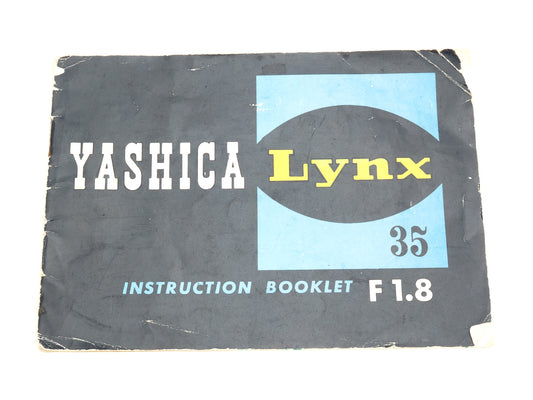 YASHICA Lynx
35
INSTRUCTION BOOKLET F 1.8